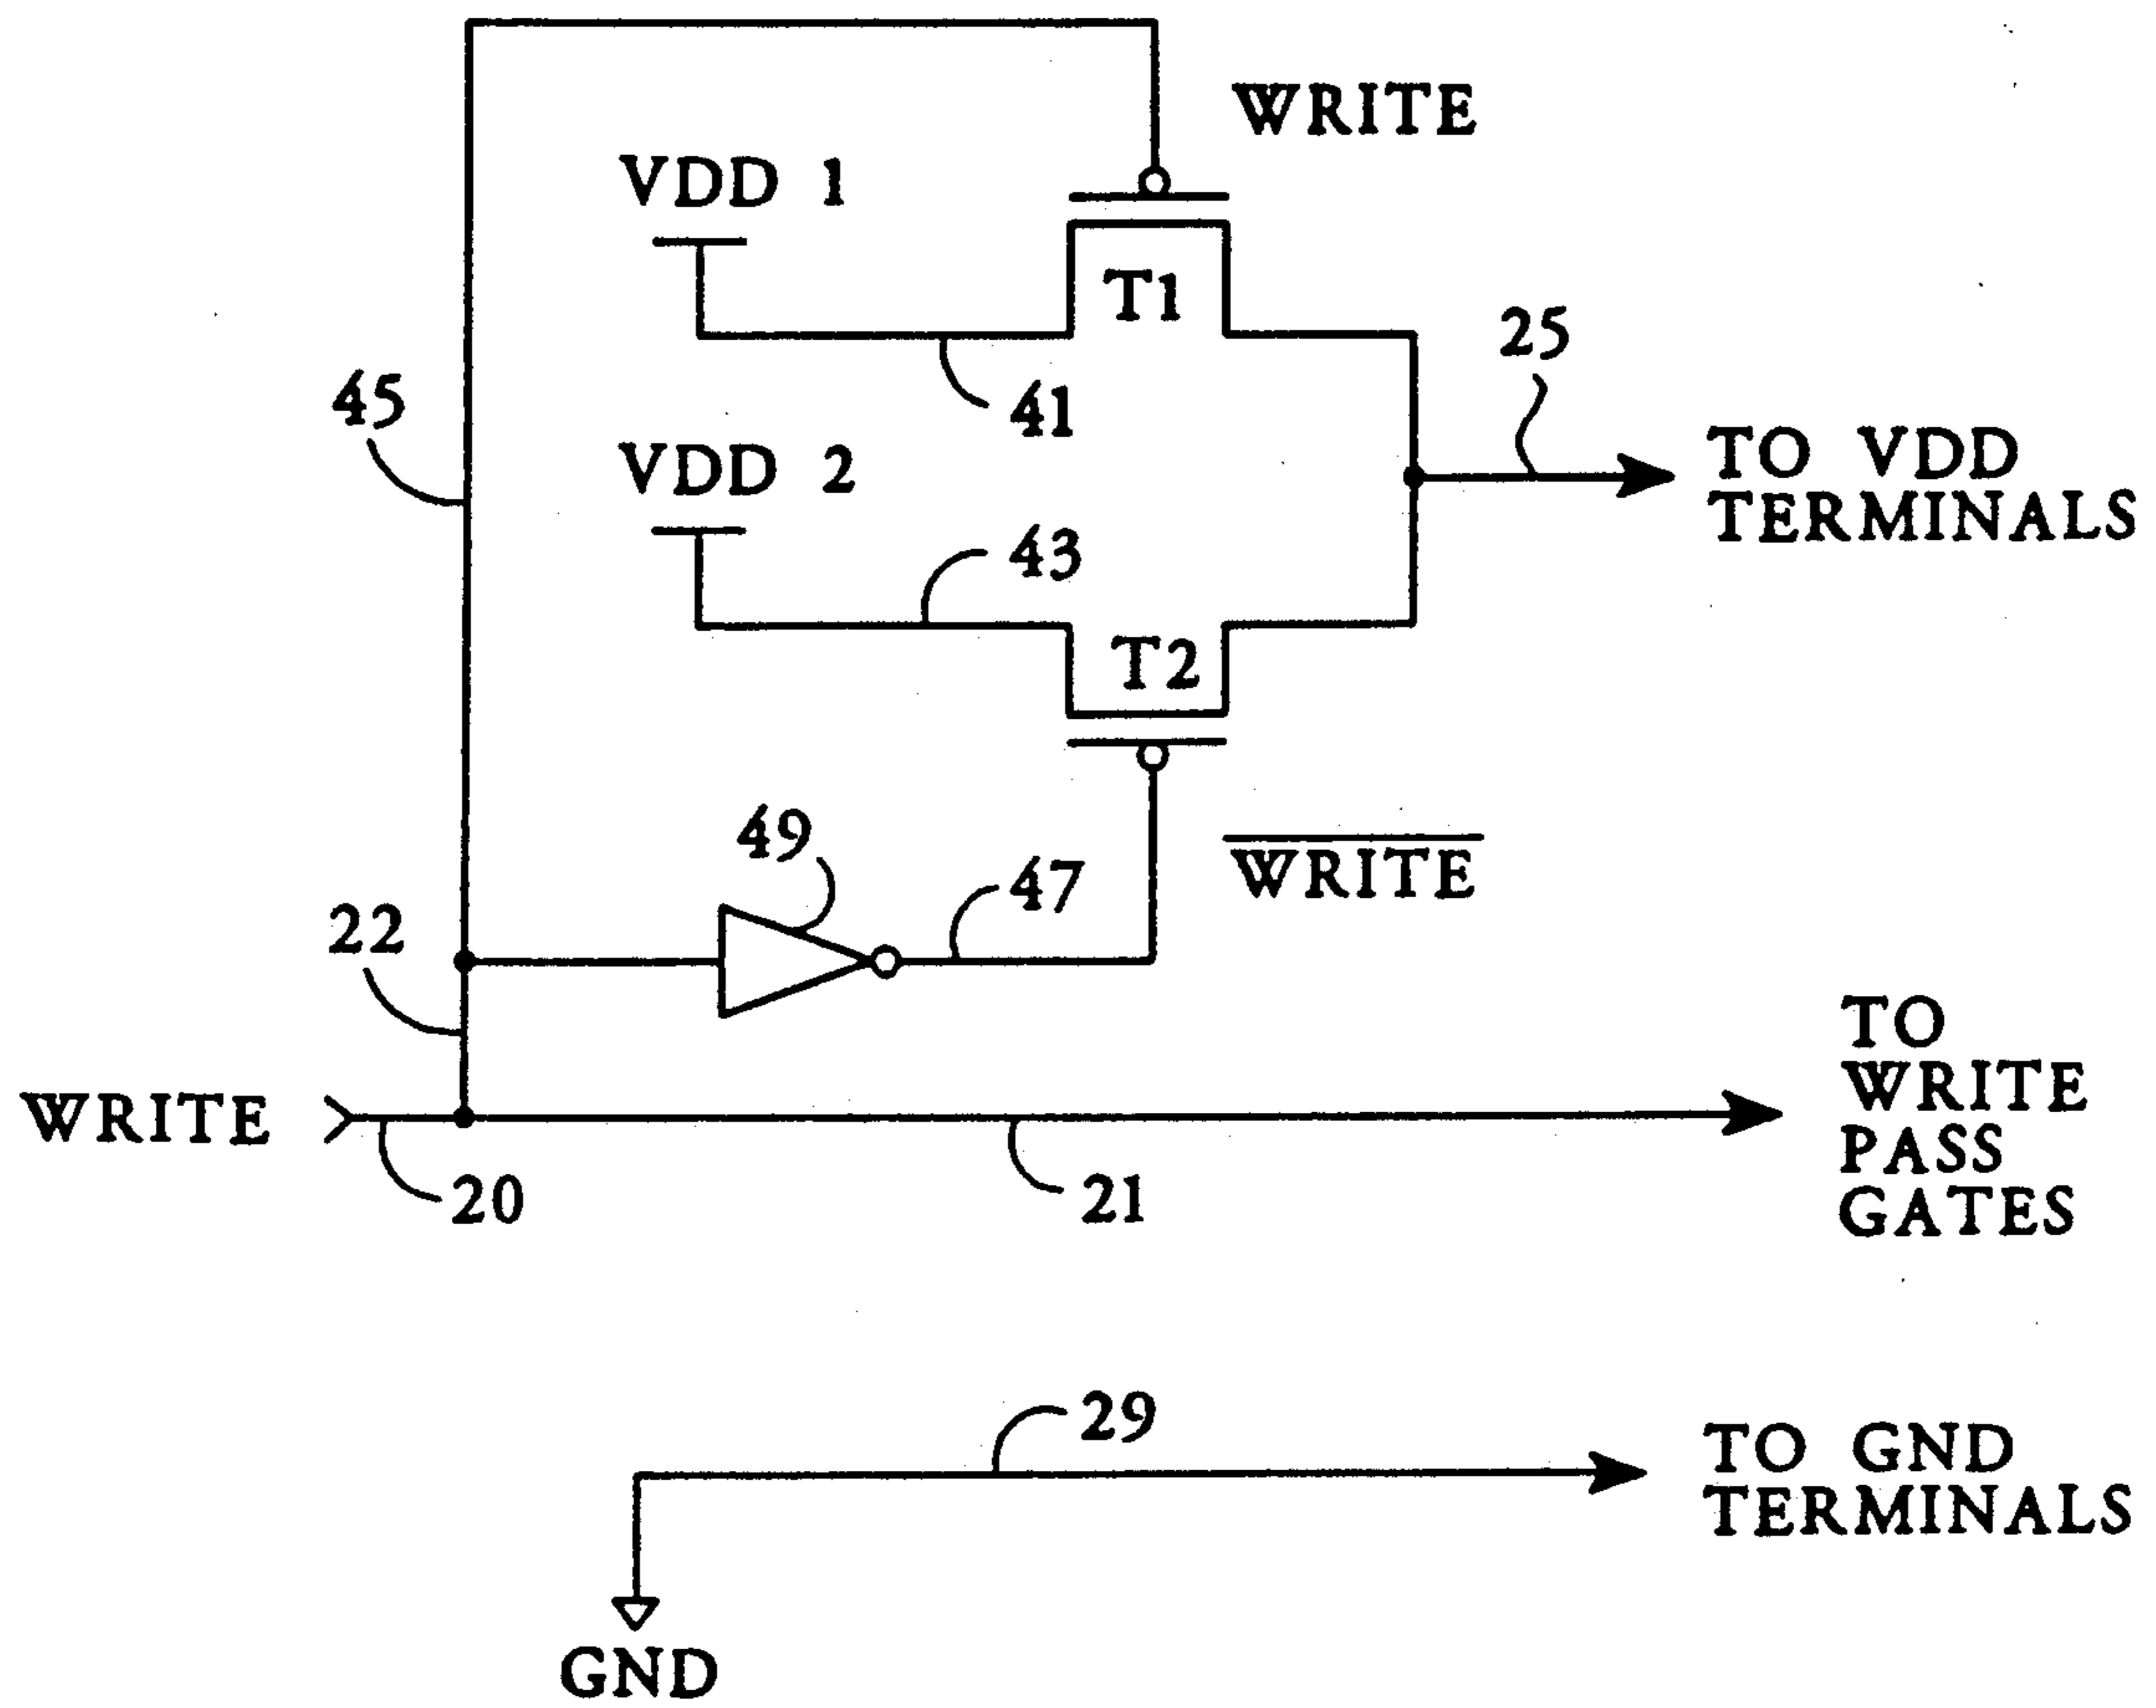 WRITE
VDD 1
T1
25
45
41
TO VDD
TERMINALS
VDD 2
43
T2
49
47
WRITE
22
TO
WRITE
PASS
GATES
WRITE
20
21
29
TO GND
TERMINALS
GND